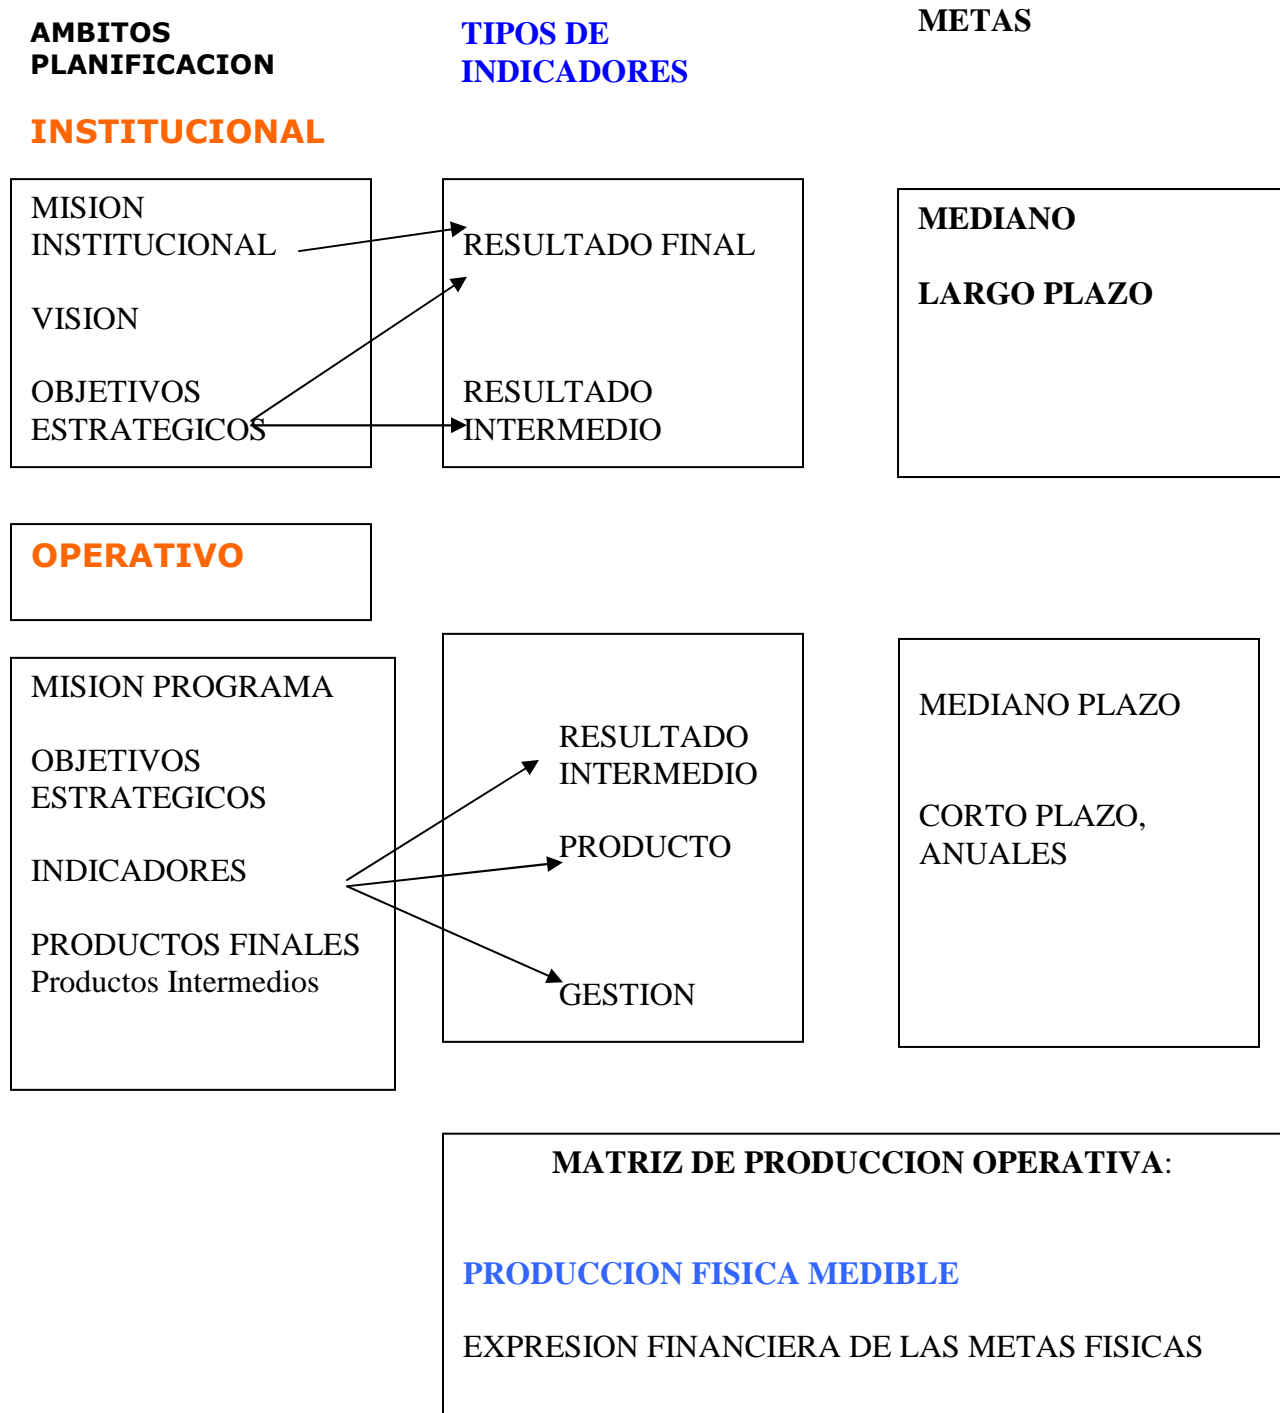 AMBITOS
PLANIFICACION
TIPOS DE
INDICADORES
METAS
INSTITUCIONAL
MISION
INSTITUCIONAL
VISION
OBJETIVOS
ESTRATEGICOS
RESULTADO FINAL
RESULTADO
INTERMEDIO
MEDIANO
LARGO PLAZO
OPERATIVO
MISION PROGRAMA
OBJETIVOS
ESTRATEGICOS
INDICADORES
PRODUCTOS FINALES
Productos Intermedios
RESULTADO
INTERMEDIO
PRODUCTO
GESTION
MEDIANO PLAZO
CORTO PLAZO,
ANUALES
MATRIZ DE PRODUCCION OPERATIVA:
PRODUCCION FISICA MEDIBLE
EXPRESION FINANCIERA DE LAS METAS FISICAS